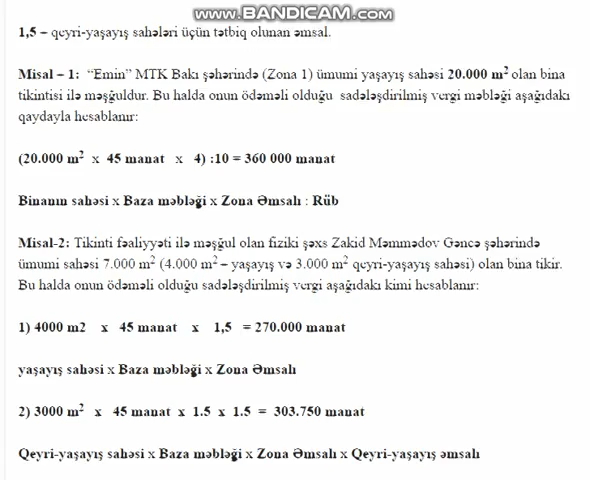 www.BANDICAM.com
1,5 – qeyri-yaşayış sahələri üçün tətbiq olunan əmsal.
Misal – 1: “Emin” MTK Bakı şəhərində (Zona 1) ümumi yaşayış sahəsi 20.000 m² olan bina
tikintisi ilə məşğuldur. Bu halda onun ödəməli olduğu sadələşdirilmiş vergi məbləği aşağıdakı
qaydayla hesablanır:
(20.000 m² x 45 manat x 4) :10 = 360 000 manat
Binanın sahəsi x Baza məbləği x Zona Əmsalı : Rüb
Misal-2: Tikinti fəaliyyəti ilə məşğul olan fiziki şəxs Zakid Məmmədov Gəncə şəhərində
ümumi sahəsi 7.000 m² (4.000 m² – yaşayış və 3.000 m² qeyri-yaşayış sahəsi) olan bina tikir.
Bu halda onun ödəməli olduğu sadələşdirilmiş vergi aşağıdakı kimi hesablanır:
1) 4000 m2 x 45 manat x 1,5 = 270.000 manat
yaşayış sahəsi x Baza məbləği x Zona Əmsalı
2) 3000 m² x 45 manat x 1.5 x 1.5 = 303.750 manat
Qeyri-yaşayış sahəsi x Baza məbləği x Zona Əmsalı x Qeyri-yaşayış əmsalı